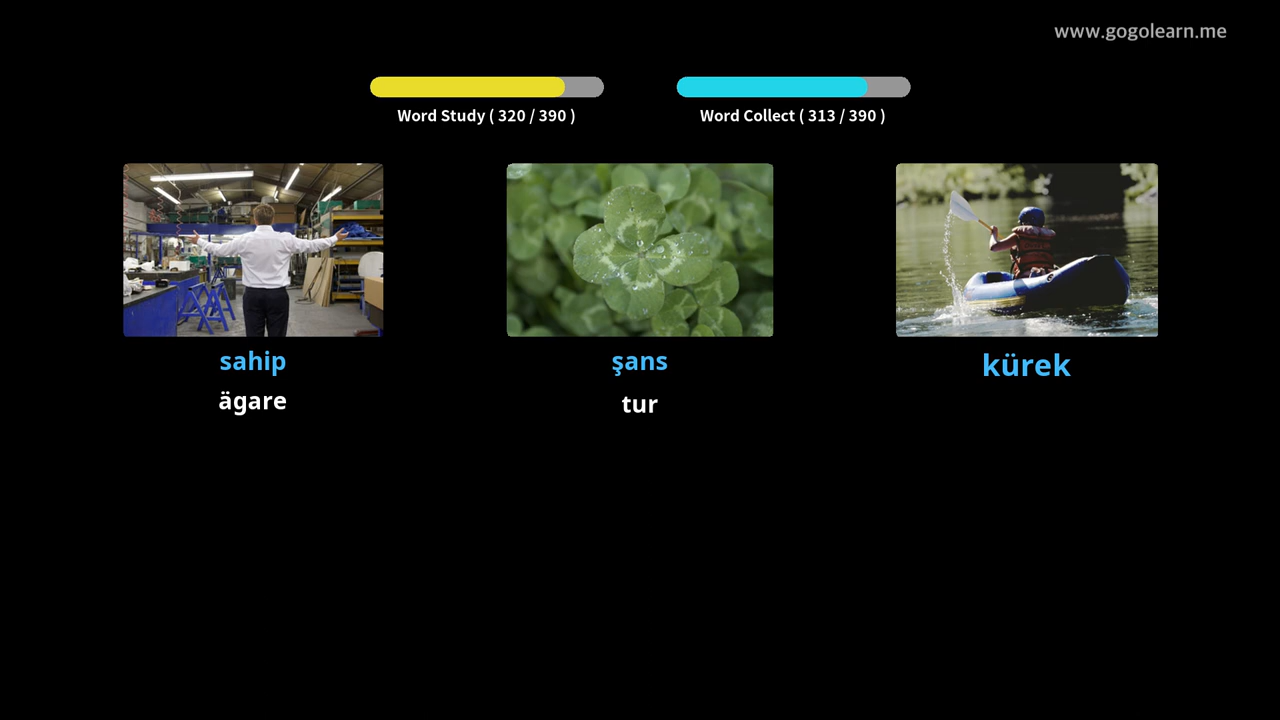 www.gogolearn.me
Word Study ( 320 / 390 )
Word Collect ( 313 / 390 )
sahip
şans
kürek
ägare
tur